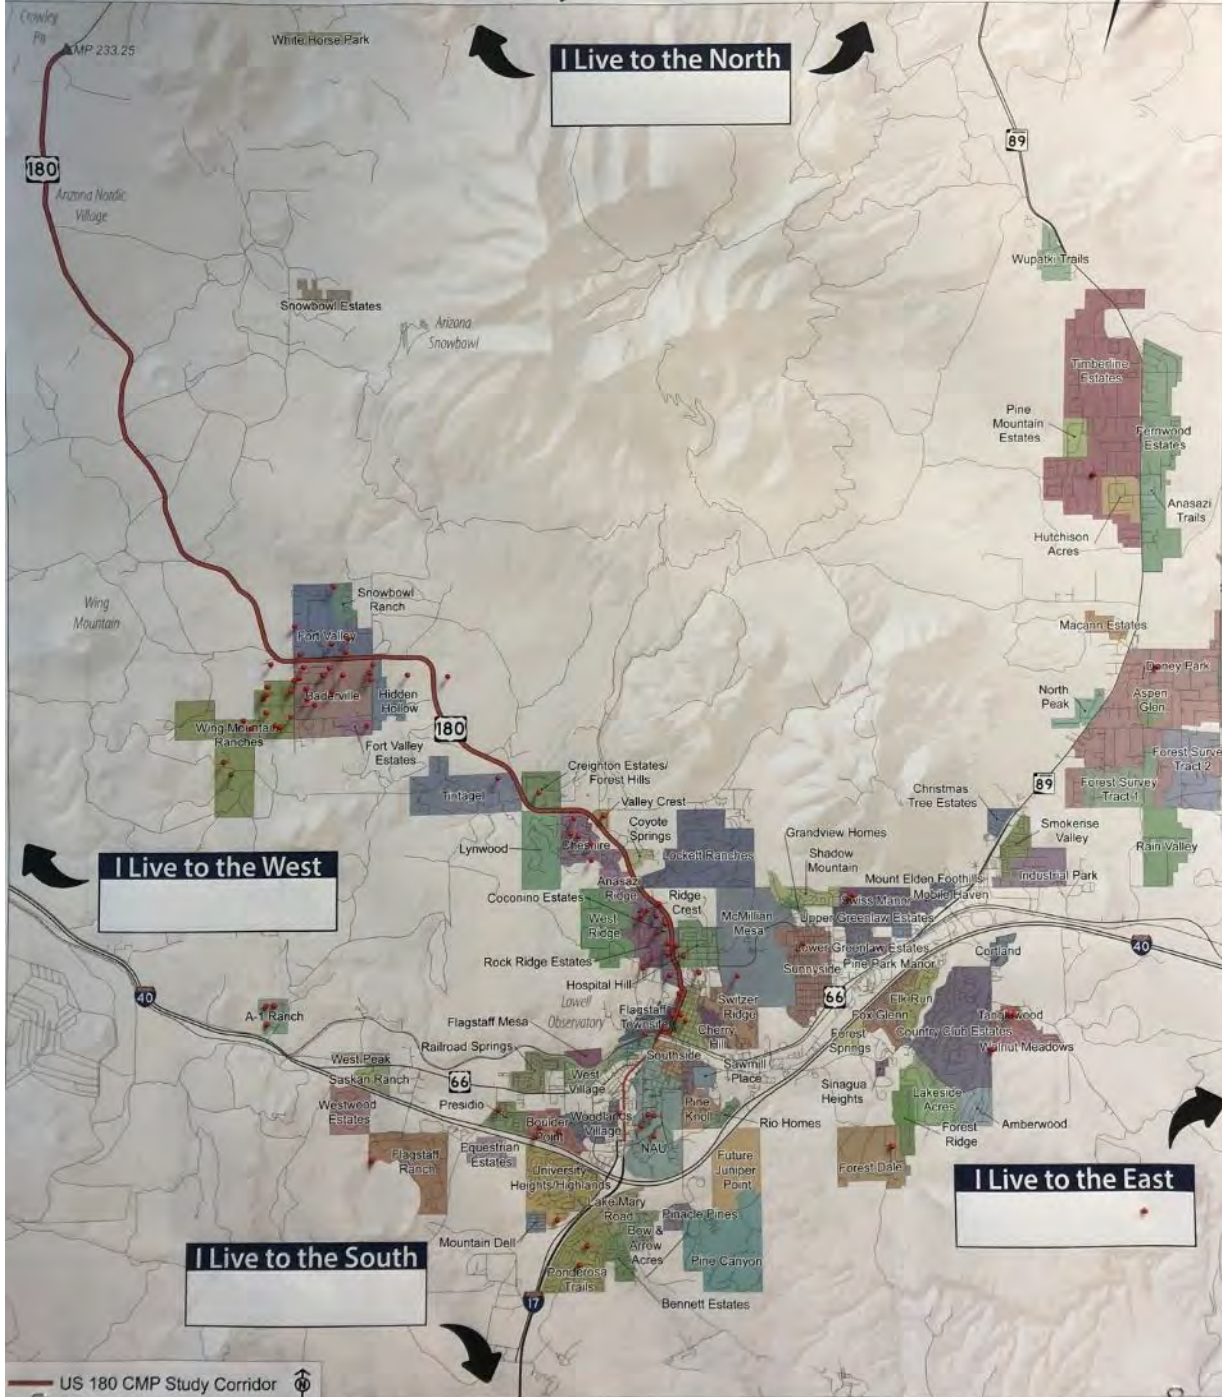 Crowley
Pit
MP 233.25
White Horse Park
I Live to the North
89
180
Arizona Nordic
Village
Wupatki Trails
Snowbowl Estates
Arizona
Snowbowl
Timberline
Estates
Pine
Mountain
Estates
Fernwood
Estates
Anasazi
Trails
Hutchison
Acres
Wing
Mountain
Snowbowl
Ranch
Fort Valley
Macann Estates
Doney Park
Baderville
Hidden
Hollow
North
Peak
Aspen
Glen
Wing Mountain
Ranches
180
Fort Valley
Estates
Forest Surve
Tract 2
Creighton Estates/
Forest Hills
Tintagel
89
Forest Survey
Tract 1
Christmas
Tree Estates
Valley Crest
Coyote
Springs
Grandview Homes
Smokerise
Valley
Lynwood
Cheshire
Lockett Ranches
Shadow
Mountain
Rain Valley
I Live to the West
Mount Elden Foothills
Industrial Park
Anasazi
Ridge
Coconino Estates
Ridge
Crest
Swiss Manor
Mobile Haven
West
Ridge
McMillian
Mesa
Upper Greenlaw Estates
Lower Greenlaw Estates
Cortland
40
Rock Ridge Estates
Sunnyside
Pine Park Manor
Hospital Hill
40
66
Lowell
Observatory
Switzer
Ridge
Elk Run
A-1 Ranch
Flagstaff Mesa
Flagstaff
Townsite
Fox Glenn
Tanglewood
Cherry
Hill
Country Club Estates
Railroad Springs
Forest
Springs
Walnut Meadows
West Peak
Southside
Sawmill
Place
Saskan Ranch
66
West
Village
Sinagua
Heights
Lakeside
Acres
Westwood
Estates
Presidio
Woodlands
Village
Pine
Knoll
Rio Homes
Amberwood
Boulder
Point
Forest
Ridge
Flagstaff
Ranch
Equestrian
Estates
NAU
Future
Juniper
Point
Forest Dale
University
Heights/Highlands
I Live to the East
Lake Mary
Road
Pinacle Pines
Bow &
Arrow
Acres
Mountain Dell
I Live to the South
Pine Canyon
Ponderosa
Trails
17
Bennett Estates
US 180 CMP Study Corridor
N